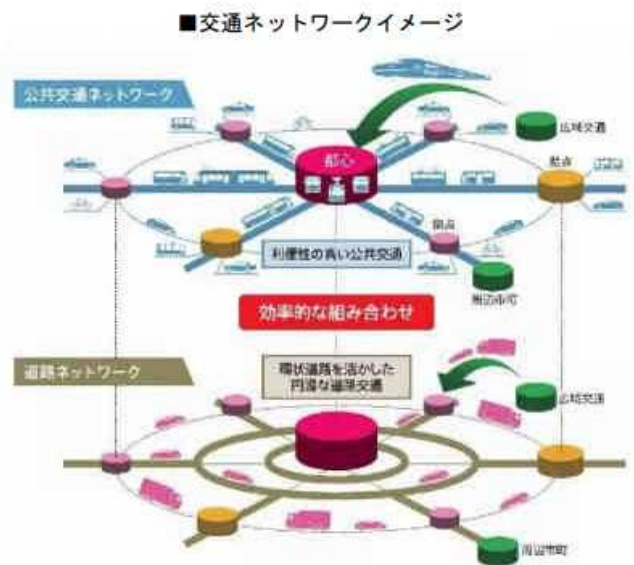 ■交通ネットワークイメージ
公共交通ネットワーク
広域交通
都心
拠点
拠点
利便性の高い公共交通
周辺市町
効率的な組み合わせ
環状道路を活かした
円滑な道路交通
道路ネットワーク
広域交通
周辺市町